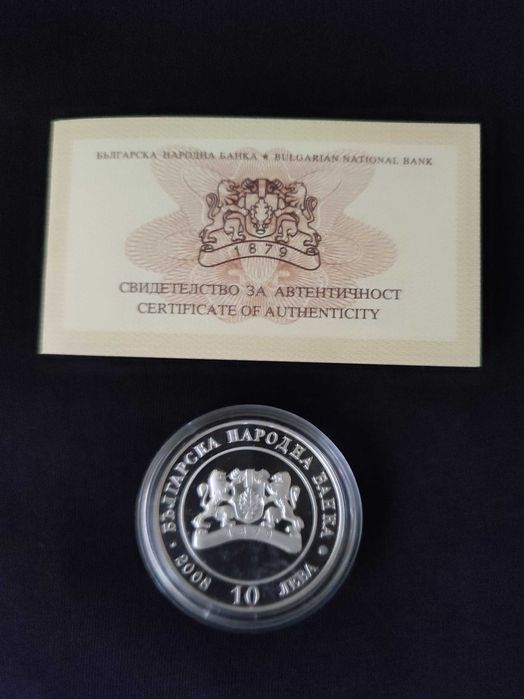 БЪЛГАРСКА НАРОДНА БАНКА ★ BULGARIAN NATIONAL BANK
1879
СВИДЕТЕЛСТВО ЗА АВТЕНТИЧНОСТ
CERTIFICATE OF AUTHENTICITY
БЪЛГАРСКА НАРОДНА БАНКА
1879
• 2008 10 ЛЕВА •